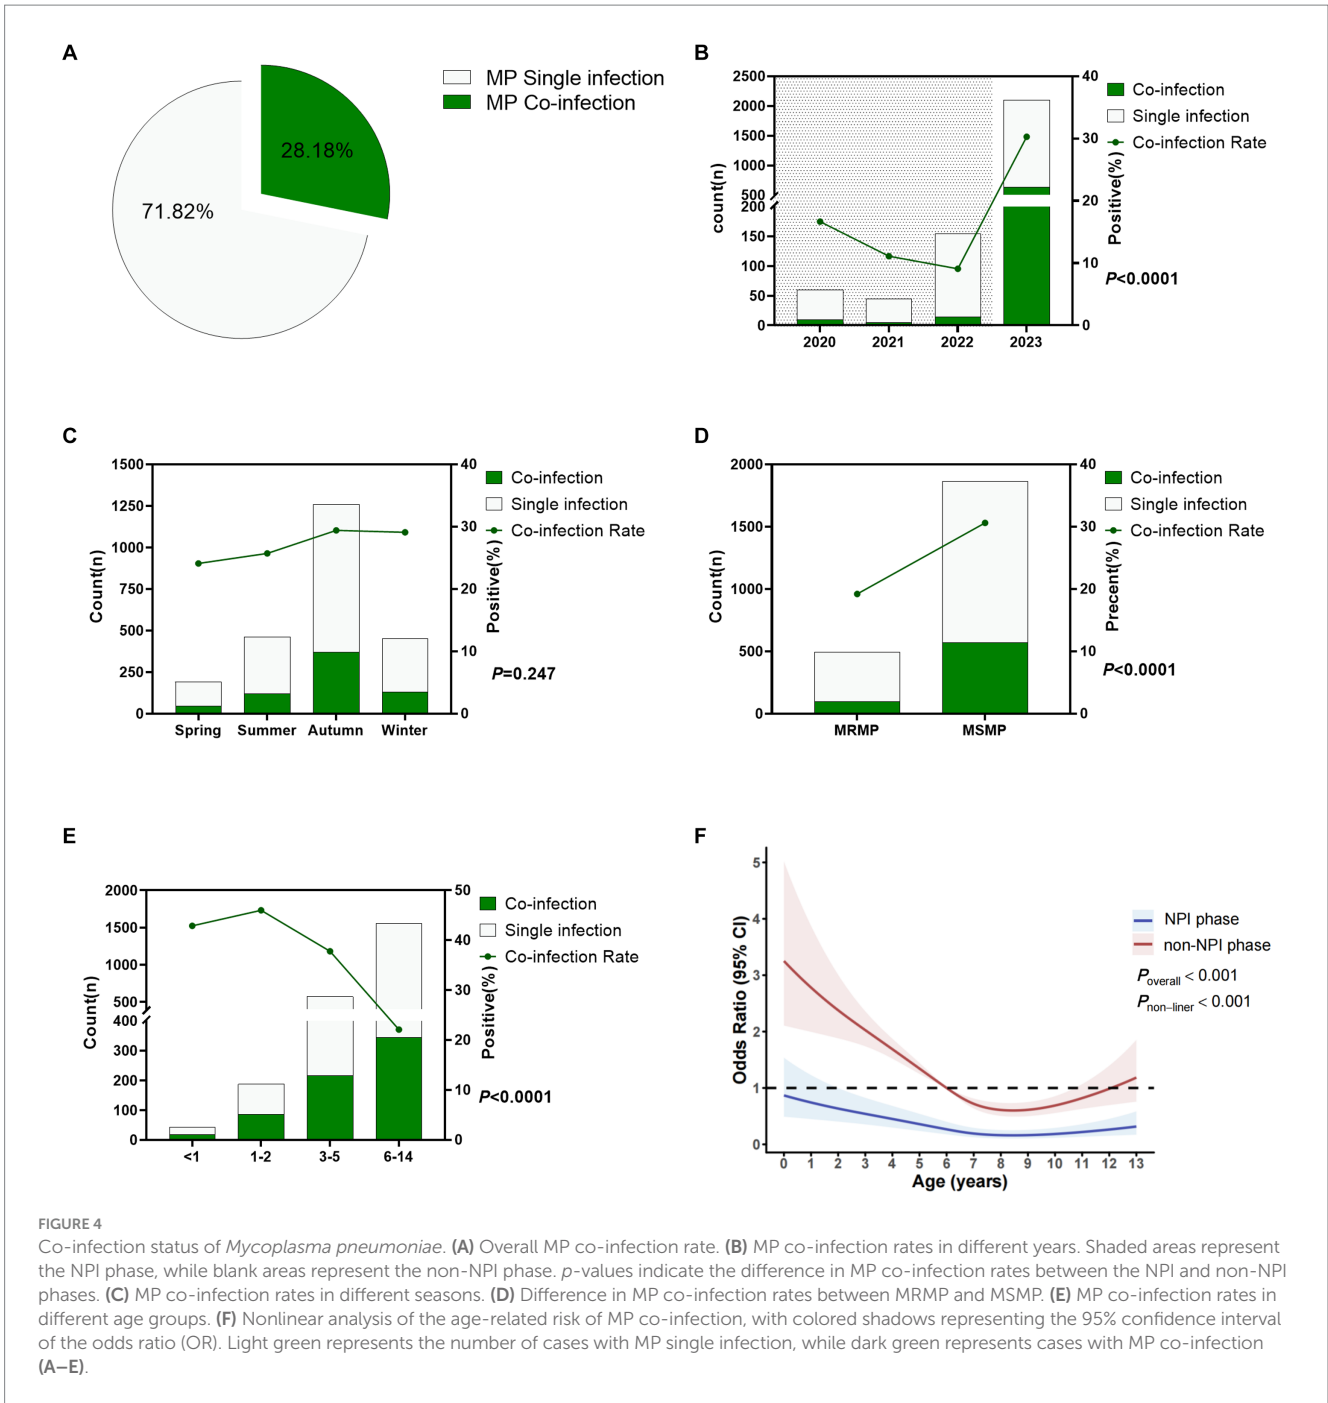 A
MP Single infection
MP Co-infection
28.18%
71.82%
B
2500
2000
1500
1000
500
200
150
100
50
0
count(n)
40
30
20
10
0
Positive(%)
2020 2021 2022 2023
Co-infection
Single infection
Co-infection Rate
P<0.0001
C
1500
1250
1000
750
500
250
0
Count(n)
40
30
20
10
0
Positive(%)
Spring Summer Autumn Winter
Co-infection
Single infection
Co-infection Rate
P=0.247
D
2000
1500
1000
500
0
Count(n)
40
30
20
10
0
Precent(%)
MRMP MSMP
Co-infection
Single infection
Co-infection Rate
P<0.0001
E
2000
1500
1000
500
400
300
200
100
0
Count(n)
50
40
30
20
10
0
Positive(%)
<1 1-2 3-5 6-14
Co-infection
Single infection
Co-infection Rate
P<0.0001
F
5
4
3
2
1
0
Odds Ratio (95% CI)
0 1 2 3 4 5 6 7 8 9 10 11 12 13
Age (years)
NPI phase
non-NPI phase
Poverall < 0.001
Pnon–liner < 0.001
FIGURE 4
Co-infection status of Mycoplasma pneumoniae. (A) Overall MP co-infection rate. (B) MP co-infection rates in different years. Shaded areas represent
the NPI phase, while blank areas represent the non-NPI phase. p-values indicate the difference in MP co-infection rates between the NPI and non-NPI
phases. (C) MP co-infection rates in different seasons. (D) Difference in MP co-infection rates between MRMP and MSMP. (E) MP co-infection rates in
different age groups. (F) Nonlinear analysis of the age-related risk of MP co-infection, with colored shadows representing the 95% confidence interval
of the odds ratio (OR). Light green represents the number of cases with MP single infection, while dark green represents cases with MP co-infection
(A–E).